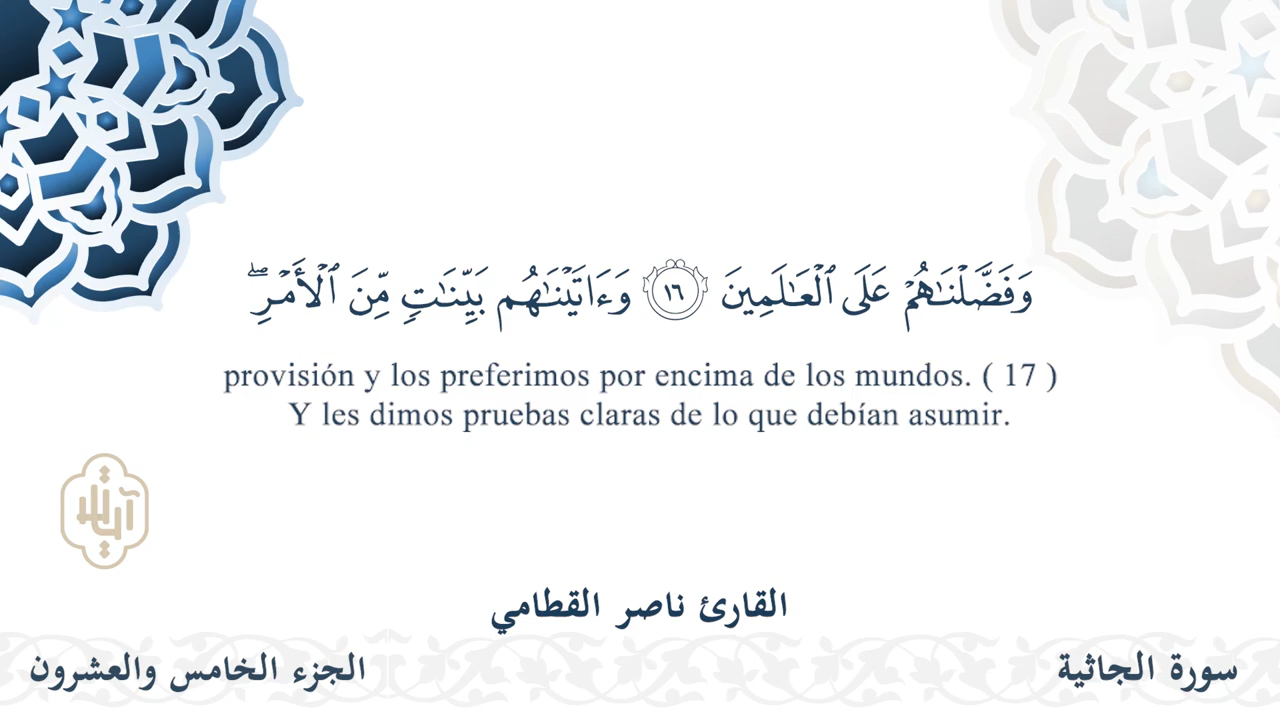 وَفَضَّلْنَٰهُمْ عَلَى ٱلْعَٰلَمِينَ ١٦ وَءَاتَيْنَٰهُم بَيِّنَٰتٍ مِّنَ ٱلْأَمْرِ ۖ
provisión y los preferimos por encima de los mundos. ( 17 )
Y les dimos pruebas claras de lo que debían asumir.
القارئ ناصر القطامي
سورة الجاثية
الجزء الخامس والعشرون